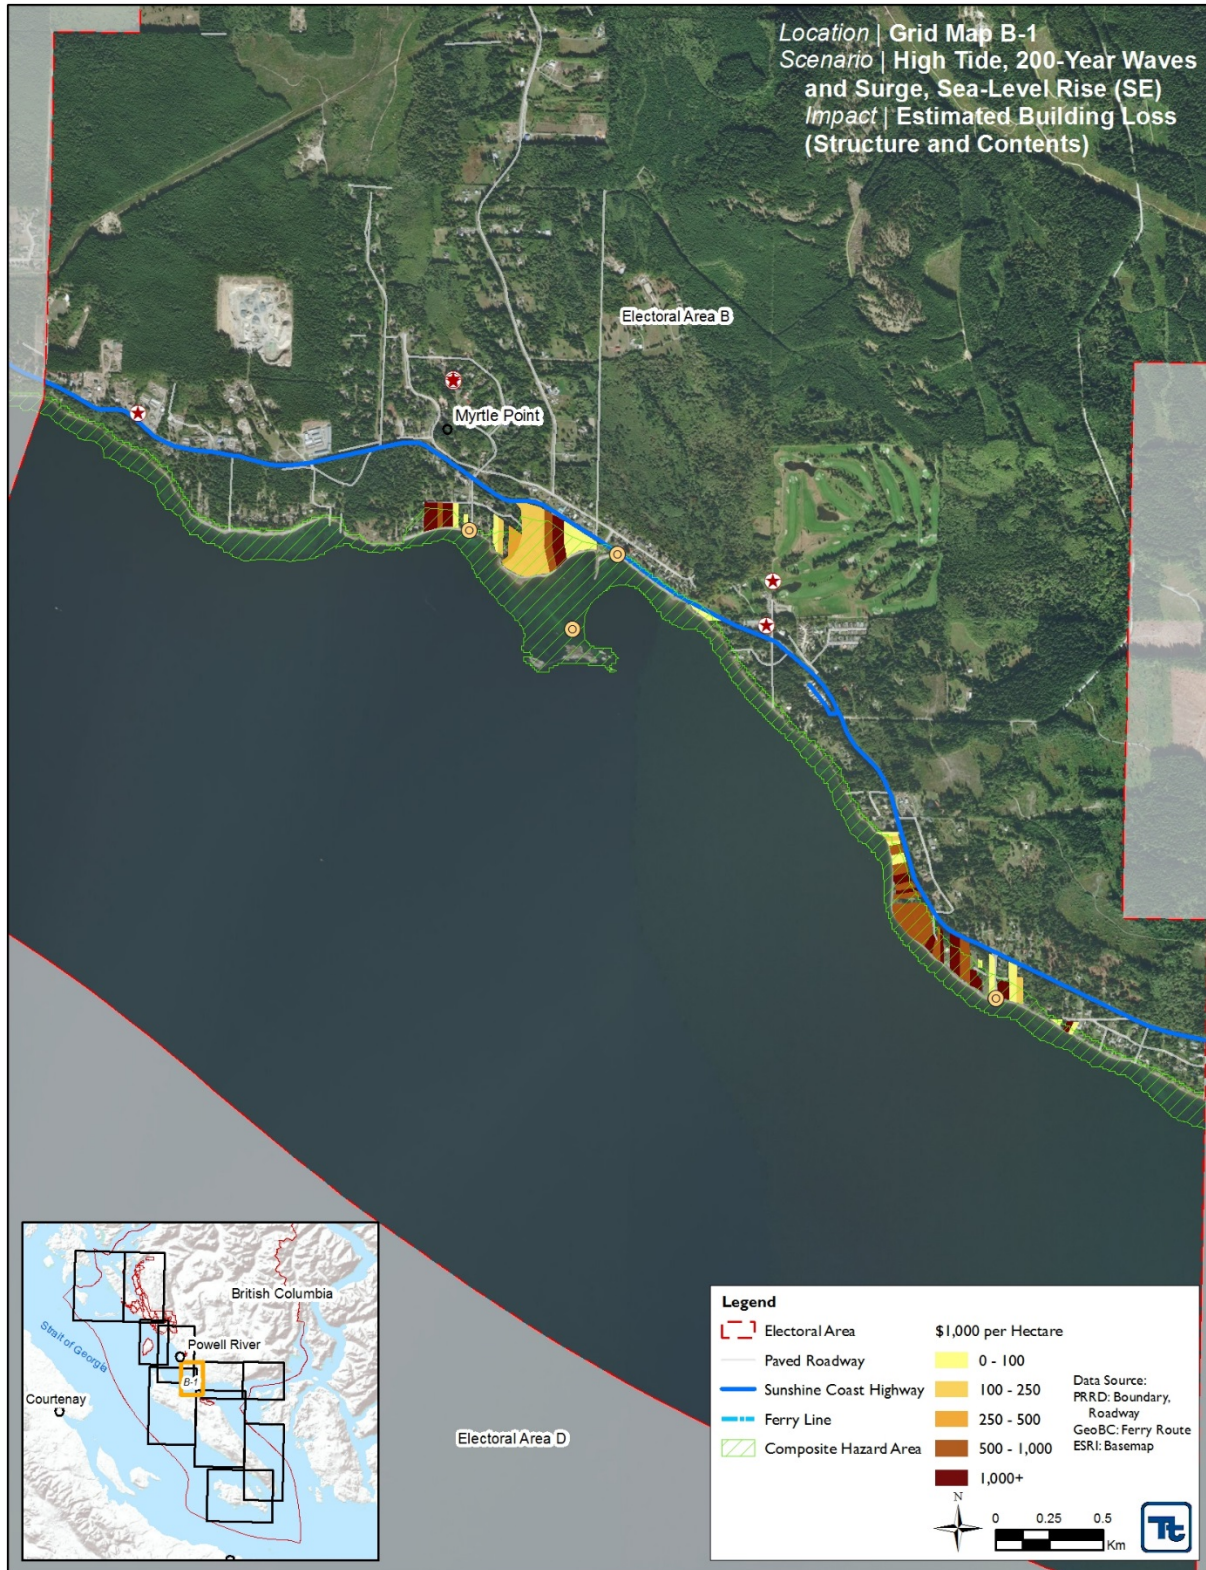 Location | Grid Map B-1
Scenario | High Tide, 200-Year Waves
and Surge, Sea-Level Rise (SE)
Impact | Estimated Building Loss
(Structure and Contents)
Electoral Area B
Myrtle Point
Electoral Area D
British Columbia
Strait of Georgia
Powell River
B-1
Courtenay
Legend
Electoral Area
Paved Roadway
Sunshine Coast Highway
Ferry Line
Composite Hazard Area
$1,000 per Hectare
0 - 100
100 - 250
250 - 500
500 - 1,000
1,000+
Data Source:
PRRD: Boundary,
Roadway
GeoBC: Ferry Route
ESRI: Basemap
N
0 0.25 0.5
Km
Tt